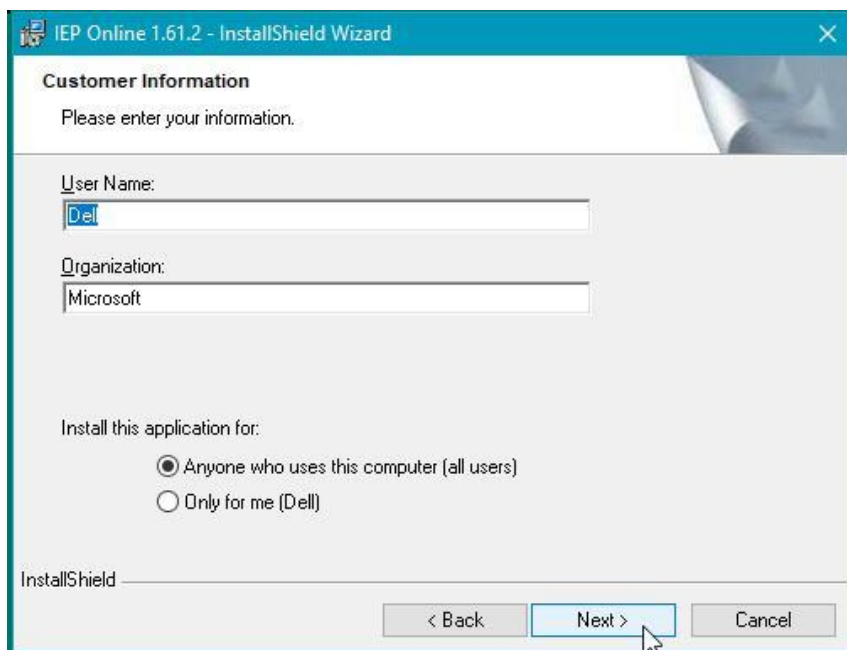 IEP Online 1.61.2 - InstallShield Wizard
Customer Information
Please enter your information.
User Name:
Dell
Organization:
Microsoft
Install this application for:
Anyone who uses this computer (all users)
Only for me (Dell)
InstallShield
< Back Next > Cancel